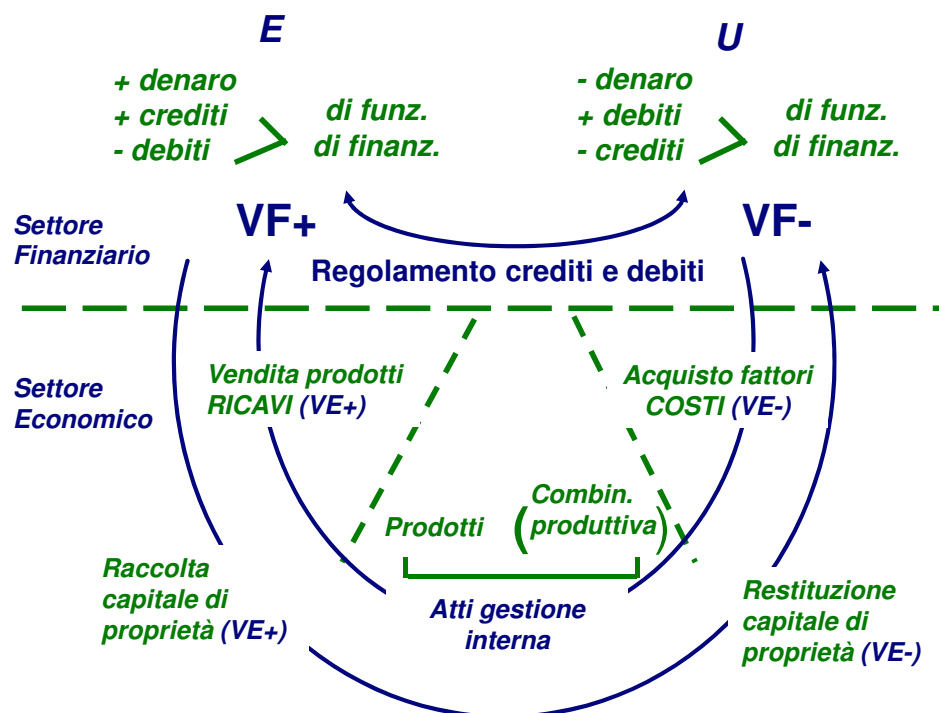 E
U
+ denaro
+ crediti
- debiti
di funz.
di finanz.
- denaro
+ debiti
- crediti
di funz.
di finanz.
Settore
Finanziario
VF+
VF-
Regolamento crediti e debiti
Settore
Economico
Vendita prodotti
RICAVI (VE+)
Acquisto fattori
COSTI (VE-)
Prodotti
(Combin.
produttiva)
Atti gestione
interna
Raccolta
capitale di
proprietà (VE+)
Restituzione
capitale di
proprietà (VE-)